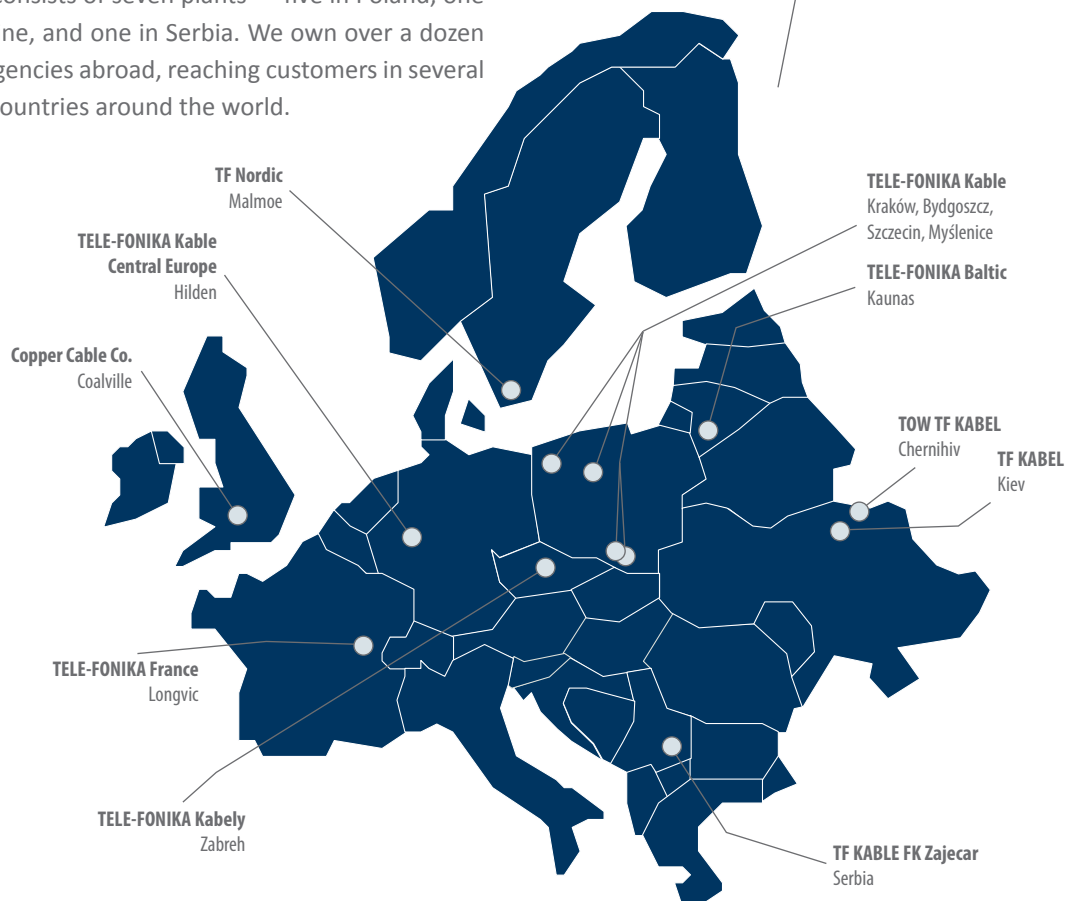 consists of seven plants — five in Poland, one
ine, and one in Serbia. We own over a dozen
gencies abroad, reaching customers in several
countries around the world.
TF Nordic
Malmoe
TELE-FONIKA Kable
Central Europe
Hilden
Copper Cable Co.
Coalville
TELE-FONIKA Kable
Kraków, Bydgoszcz,
Szczecin, Myślenice
TELE-FONIKA Baltic
Kaunas
TOW TF KABEL
Chernihiv
TF KABEL
Kiev
TELE-FONIKA France
Longvic
TELE-FONIKA Kabely
Zabreh
TF KABLE FK Zajecar
Serbia